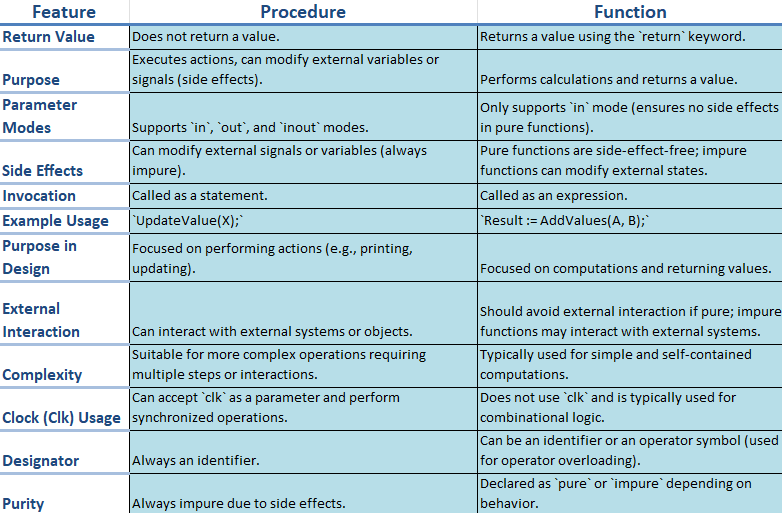 Feature Procedure Function
Return Value Does not return a value. Returns a value using the `return` keyword.
Executes actions, can modify external variables or
Purpose signals (side effects). Performs calculations and returns a value.
Parameter Only supports `in` mode (ensures no side effects
Modes Supports `in`, `out`, and `inout` modes. in pure functions).
Can modify external signals or variables (always Pure functions are side-effect-free; impure
Side Effects impure). functions can modify external states.
Invocation Called as a statement. Called as an expression.
Example Usage `UpdateValue(X);` `Result := AddValues(A, B);`
Purpose in Focused on performing actions (e.g., printing,
Design updating). Focused on computations and returning values.
External Should avoid external interaction if pure; impure
Interaction Can interact with external systems or objects. functions may interact with external systems.
Suitable for more complex operations requiring Typically used for simple and self-contained
Complexity multiple steps or interactions. computations.
Can accept `clk` as a parameter and perform Does not use `clk` and is typically used for
Clock (Clk) Usage synchronized operations. combinational logic.
Can be an identifier or an operator symbol (used
Designator Always an identifier. for operator overloading).
Declared as `pure` or `impure` depending on
Purity Always impure due to side effects. behavior.